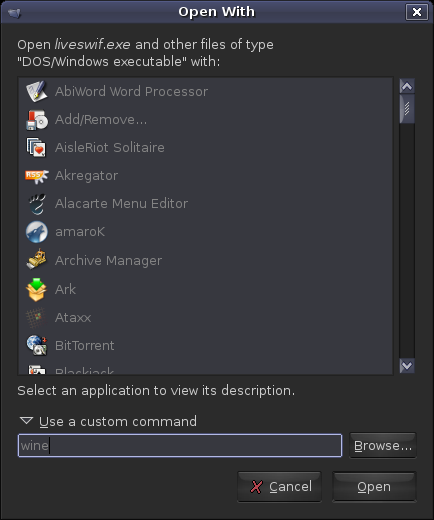 Open With
Open liveswif.exe and other files of type
"DOS/Windows executable" with:
AbiWord Word Processor
Add/Remove...
AisleRiot Solitaire
RSS
Akregator
Alacarte Menu Editor
amaroK
Archive Manager
Ark
Ataxx
BitTorrent
Blackjack
Select an application to view its description.
Use a custom command
wine
Browse...
Cancel
Open